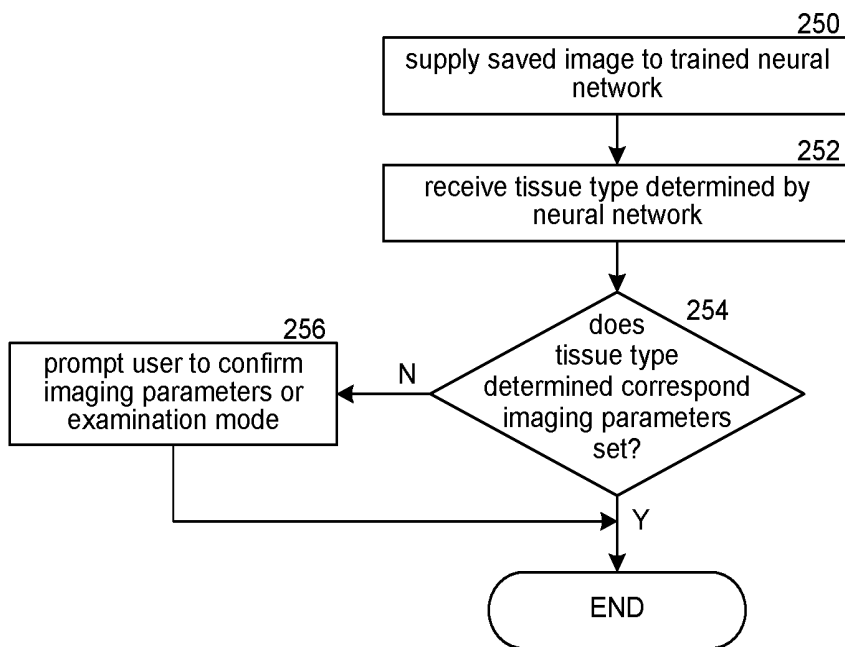 250
supply saved image to trained neural
network
252
receive tissue type determined by
neural network
254
does
tissue type
determined correspond
imaging parameters
set?
256
prompt user to confirm
imaging parameters or
examination mode
N
Y
END